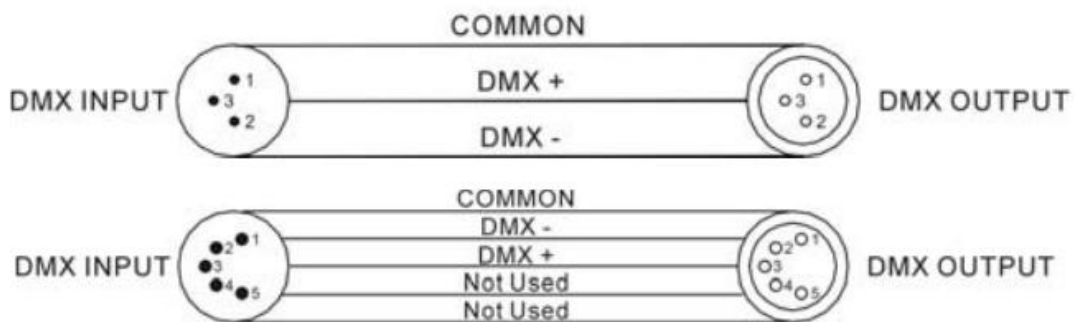 COMMON
DMX INPUT
1
3
2
DMX +
DMX -
1
3
2
DMX OUTPUT
COMMON
DMX -
DMX +
Not Used
Not Used
DMX INPUT
1
2
3
4
5
1
2
3
4
5
DMX OUTPUT